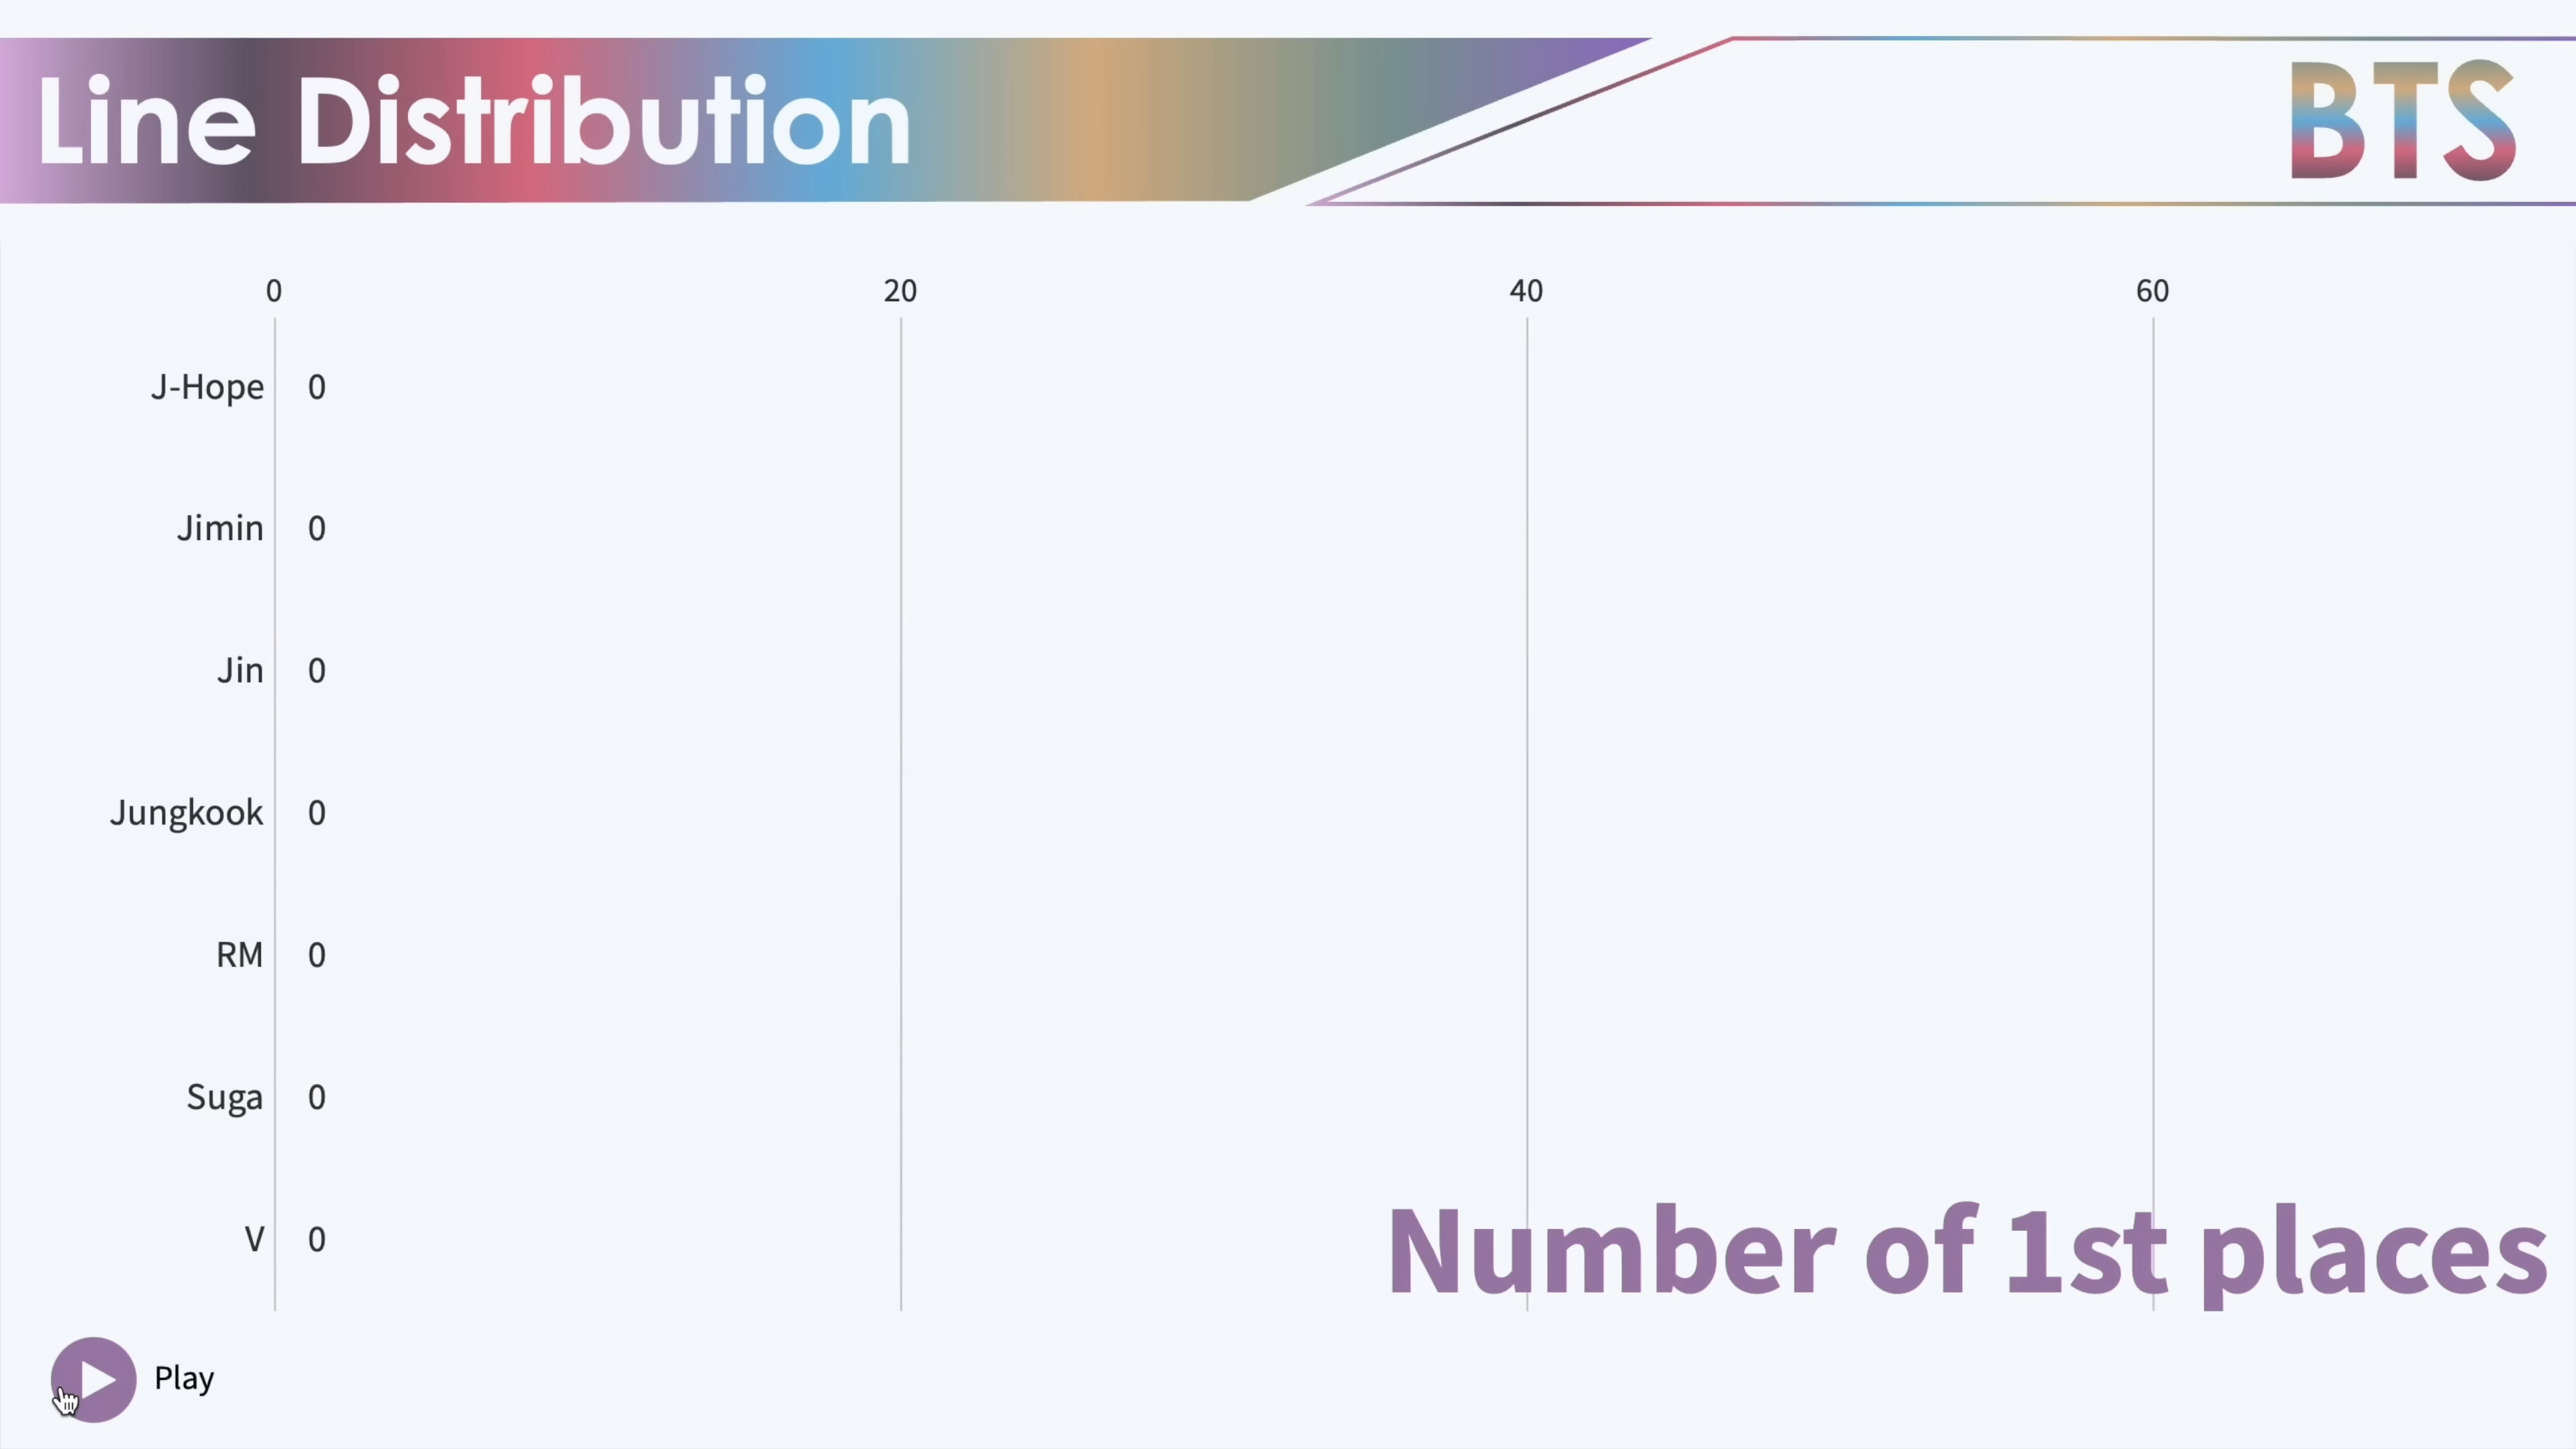 Line Distribution
BTS
0 20 40 60
J-Hope 0
Jimin 0
Jin 0
Jungkook 0
RM 0
Suga 0
V 0
Number of 1st places
Play